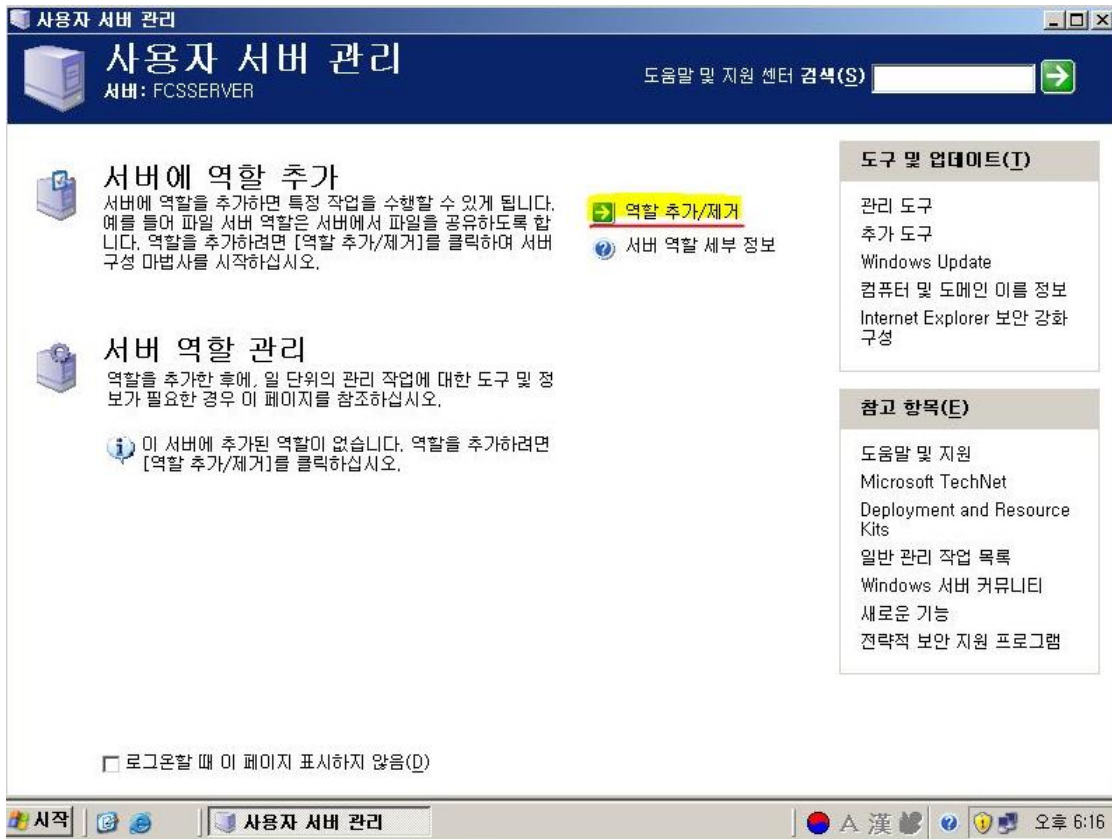 사용자 서버 관리
사용자 서버 관리
서버: FCSSERVER
도움말 및 지원 센터 검색(S)
서버에 역할 추가
서버에 역할을 추가하면 특정 작업을 수행할 수 있게 됩니다.
예를 들어 파일 서버 역할은 서버에서 파일을 공유하도록 합
니다. 역할을 추가하려면 [역할 추가/제거]를 클릭하여 서버
구성 마법사를 시작하십시오.
역할 추가/제거
서버 역할 세부 정보
서버 역할 관리
역할을 추가한 후에, 일 단위의 관리 작업에 대한 도구 및 정
보가 필요한 경우 이 페이지를 참조하십시오.
이 서버에 추가된 역할이 없습니다. 역할을 추가하려면
[역할 추가/제거]를 클릭하십시오.
도구 및 업데이트(T)
관리 도구
추가 도구
Windows Update
컴퓨터 및 도메인 이름 정보
Internet Explorer 보안 강화
구성
참고 항목(E)
도움말 및 지원
Microsoft TechNet
Deployment and Resource
Kits
일반 관리 작업 목록
Windows 서버 커뮤니티
새로운 기능
전략적 보안 지원 프로그램
로그온할 때 이 페이지 표시하지 않음(D)
시작
사용자 서버 관리
A 漢
오후 6:16